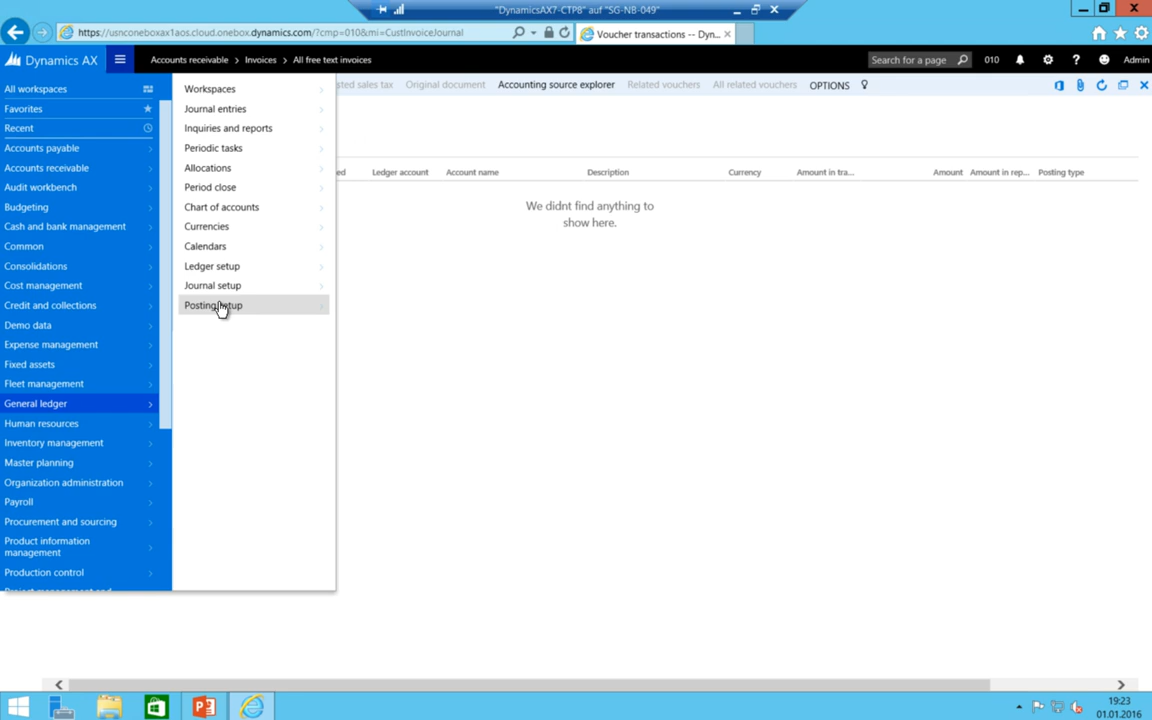 "DynamicsAX7-CTP8" auf "SG-NB-049"
https://usnconeboxax1aos.cloud.onebox.dynamics.com/?cmp=010&mi=CustInvoiceJournal
Voucher transactions -- Dyn...
Dynamics AX
Accounts receivable > Invoices > All free text invoices
Search for a page
010
Admin
sted sales tax
Original document
Accounting source explorer
Related vouchers
All related vouchers
OPTIONS
All workspaces
Favorites
Recent
Accounts payable
Accounts receivable
Audit workbench
Budgeting
Cash and bank management
Common
Consolidations
Cost management
Credit and collections
Demo data
Expense management
Fixed assets
Fleet management
General ledger
Human resources
Inventory management
Master planning
Organization administration
Payroll
Procurement and sourcing
Product information
management
Production control
Workspaces
Journal entries
Inquiries and reports
Periodic tasks
Allocations
Period close
Chart of accounts
Currencies
Calendars
Ledger setup
Journal setup
Posting setup
ed
Ledger account
Account name
Description
Currency
Amount in tra...
Amount
Amount in rep...
Posting type
We didnt find anything to
show here.
19:23
01.01.2016